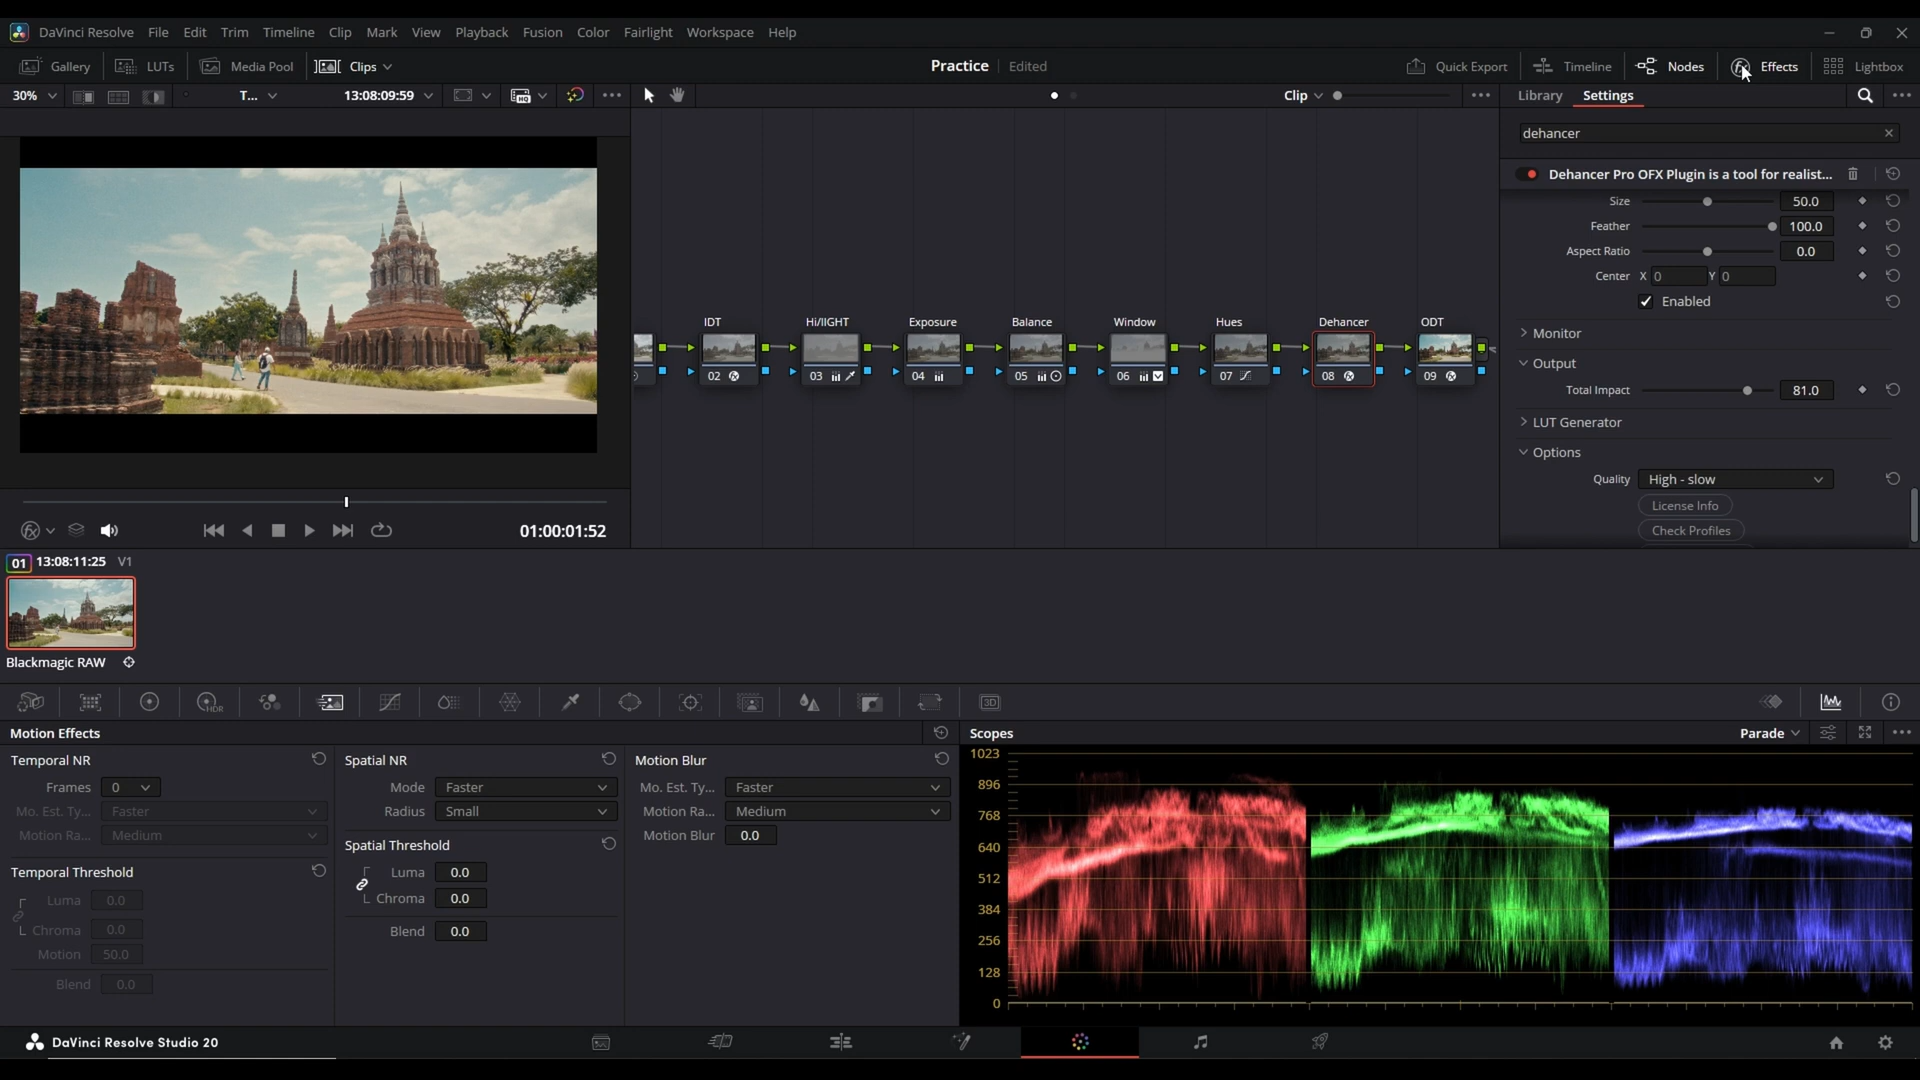 DaVinci Resolve File Edit Trim Timeline Clip Mark View Playback Fusion Color Fairlight Workspace Help
Gallery LUTs Media Pool Clips Practice Edited Quick Export Timeline Nodes Effects Lightbox
30% T... 13:08:09:59 Clip Library Settings
dehancer
Dehancer Pro OFX Plugin is a tool for realist...
Size 50.0
Feather 100.0
Aspect Ratio 0.0
Center X 0 Y 0
Enabled
Monitor
Output
Total Impact 81.0
LUT Generator
Options
Quality High - slow
License Info
Check Profiles
IDT Hi/lIGHT Exposure Balance Window Hues Dehancer ODT
02 03 04 05 06 07 08 09
01:00:01:52
01 13:08:11:25 V1
Blackmagic RAW
HDR
3D
Motion Effects
Temporal NR
Frames 0
Mo. Est. Ty... Faster
Motion Ra... Medium
Temporal Threshold
Luma 0.0
Chroma 0.0
Motion 50.0
Blend 0.0
Spatial NR
Mode Faster
Radius Small
Spatial Threshold
Luma 0.0
Chroma 0.0
Blend 0.0
Motion Blur
Mo. Est. Ty... Faster
Motion Ra... Medium
Motion Blur 0.0
Scopes Parade
1023
896
768
640
512
384
256
128
0
DaVinci Resolve Studio 20